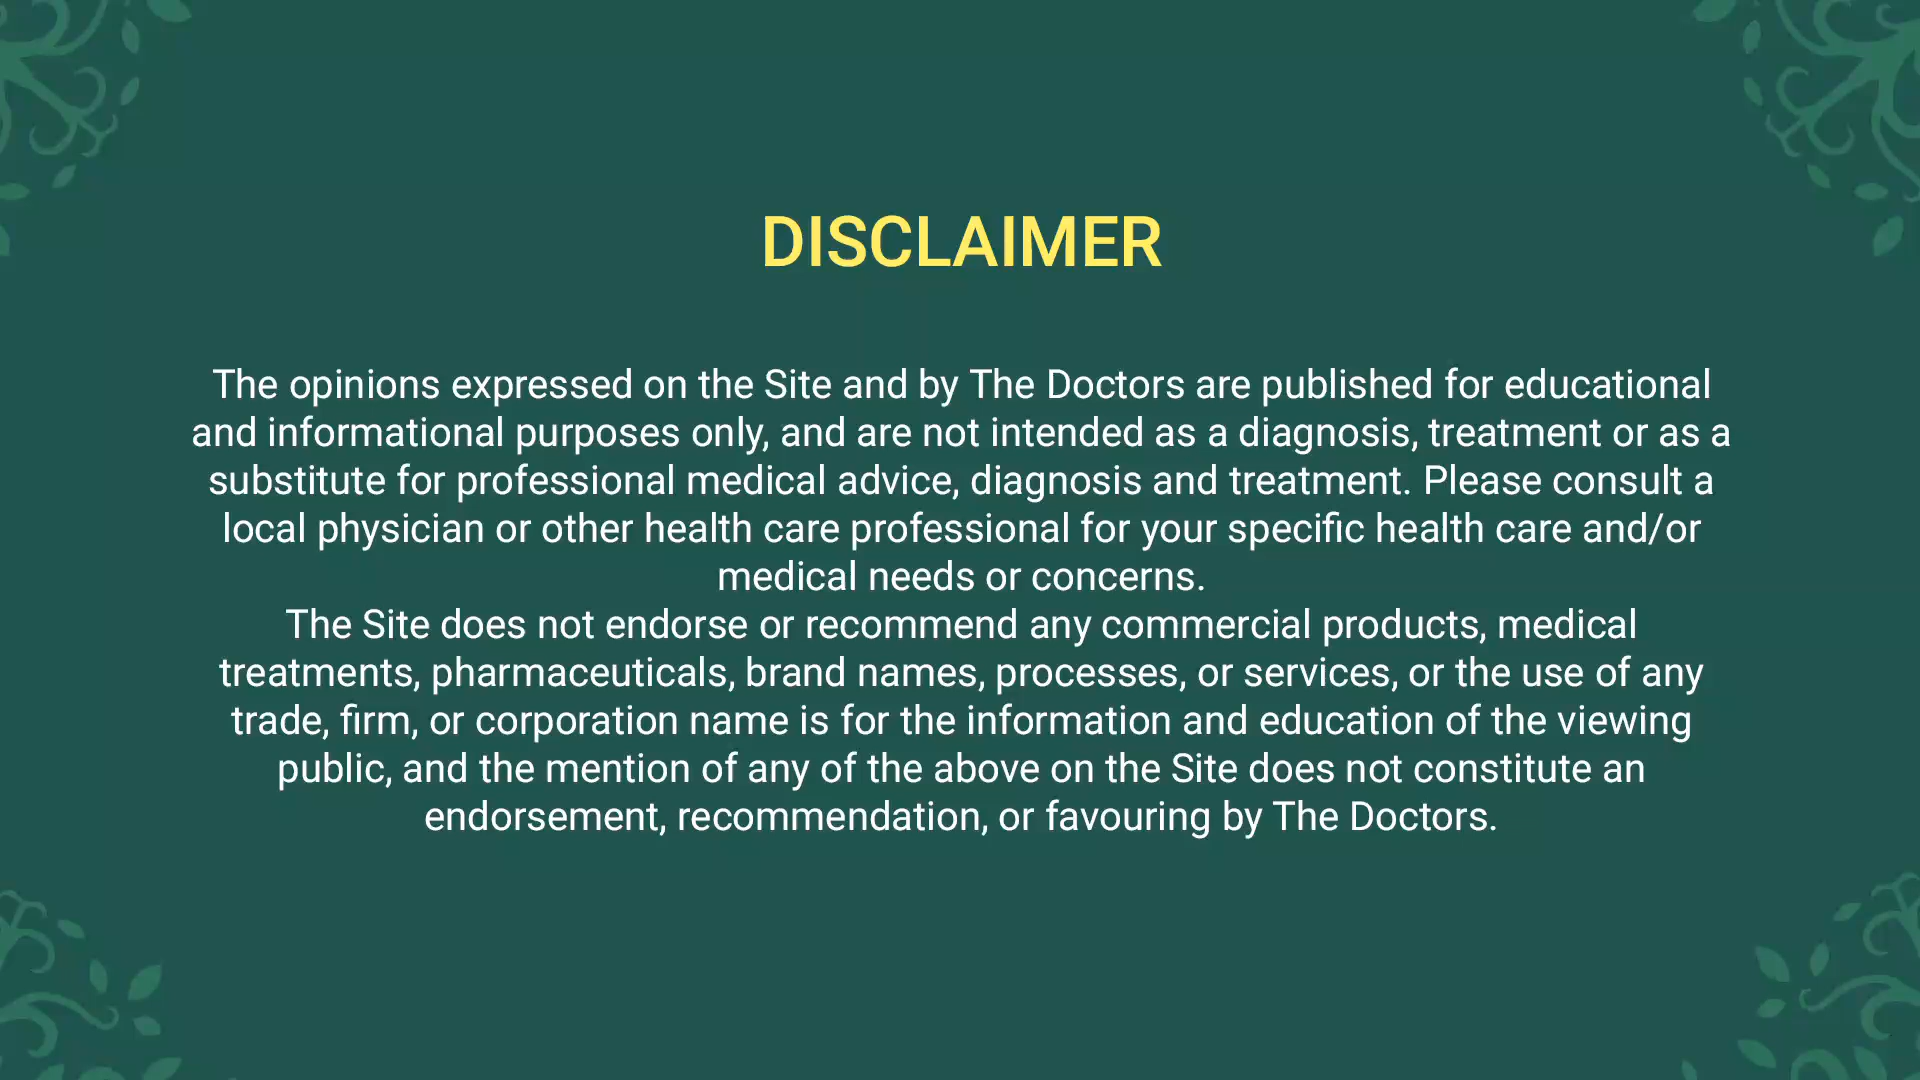 DISCLAIMER
The opinions expressed on the Site and by The Doctors are published for educational
and informational purposes only, and are not intended as a diagnosis, treatment or as a
substitute for professional medical advice, diagnosis and treatment. Please consult a
local physician or other health care professional for your specific health care and/or
medical needs or concerns.
The Site does not endorse or recommend any commercial products, medical
treatments, pharmaceuticals, brand names, processes, or services, or the use of any
trade, firm, or corporation name is for the information and education of the viewing
public, and the mention of any of the above on the Site does not constitute an
endorsement, recommendation, or favouring by The Doctors.